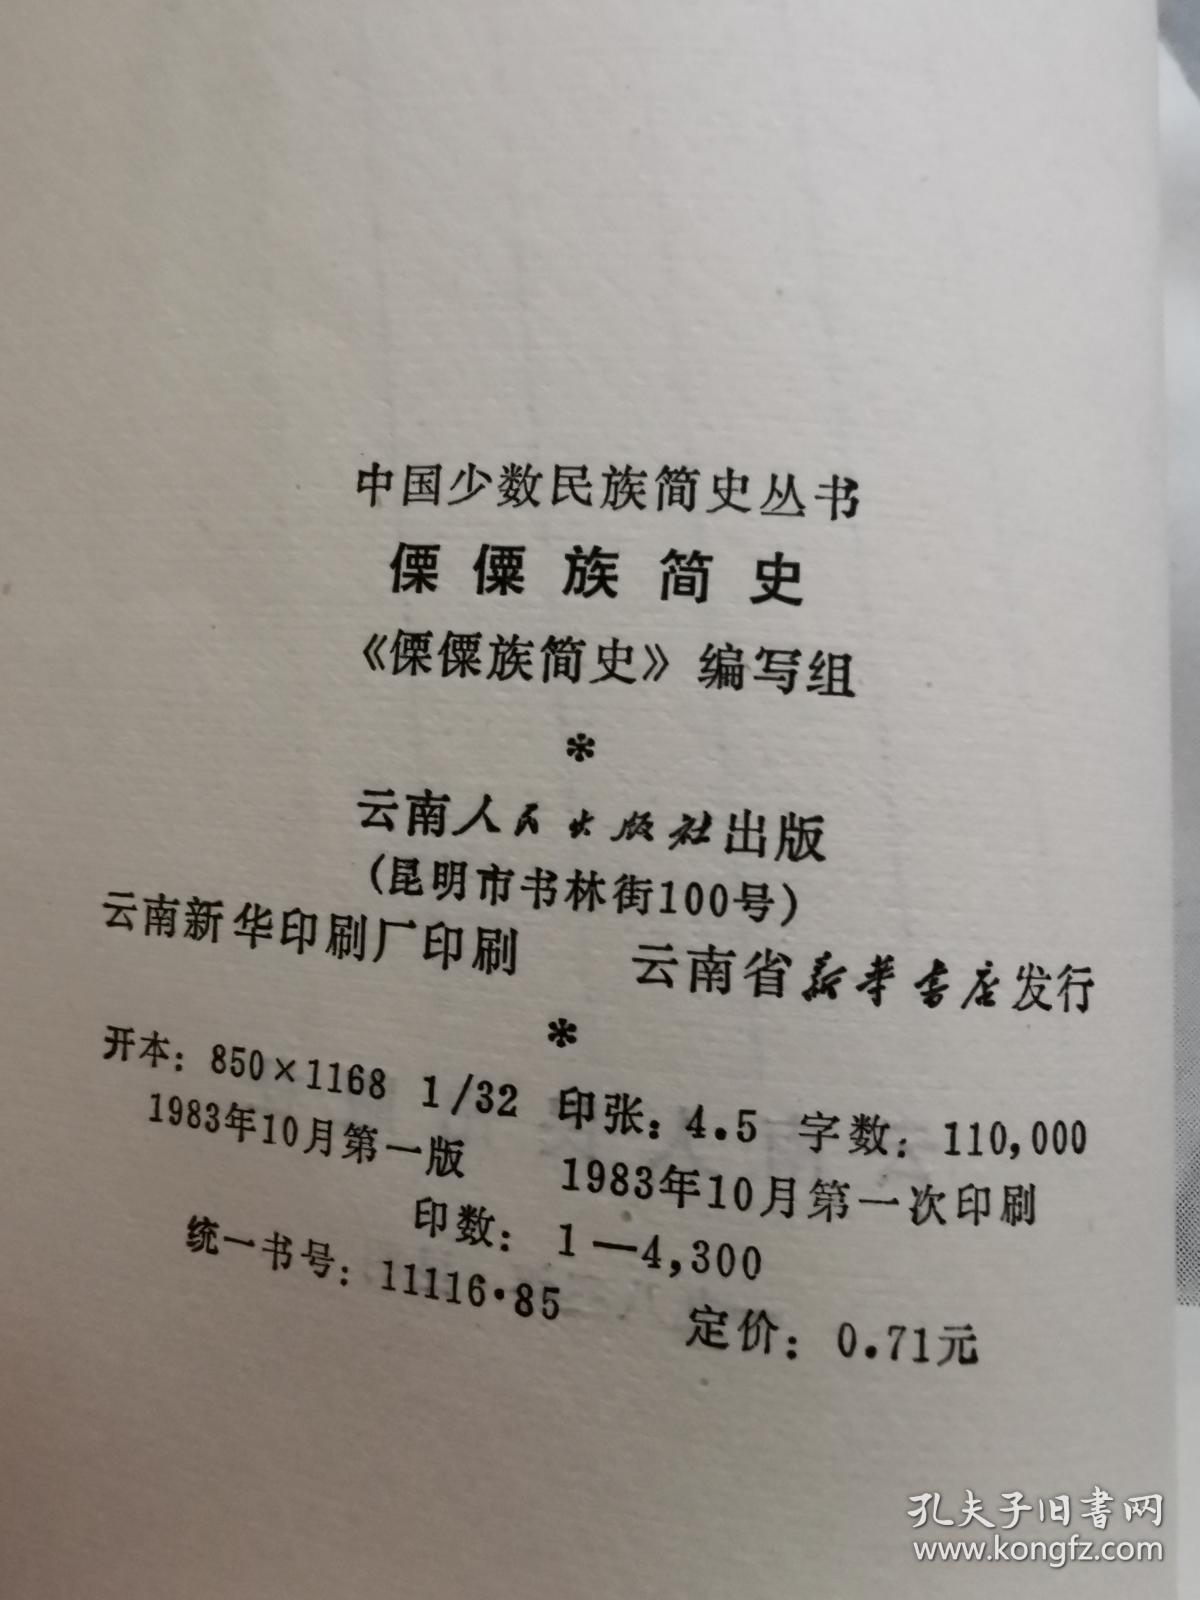 中国少数民族简史丛书
傈僳族简史
《傈僳族简史》编写组
*
云南人民出版社出版
(昆明市书林街100号)
云南新华印刷厂印刷 云南省新华书店发行
*
开本：850×1168 1/32 印张：4.5 字数：110,000
1983年10月第一版 1983年10月第一次印刷
印数：1—4,300
统一书号：11116·85 定价：0.71元
孔夫子旧书网
www.kongfz.com